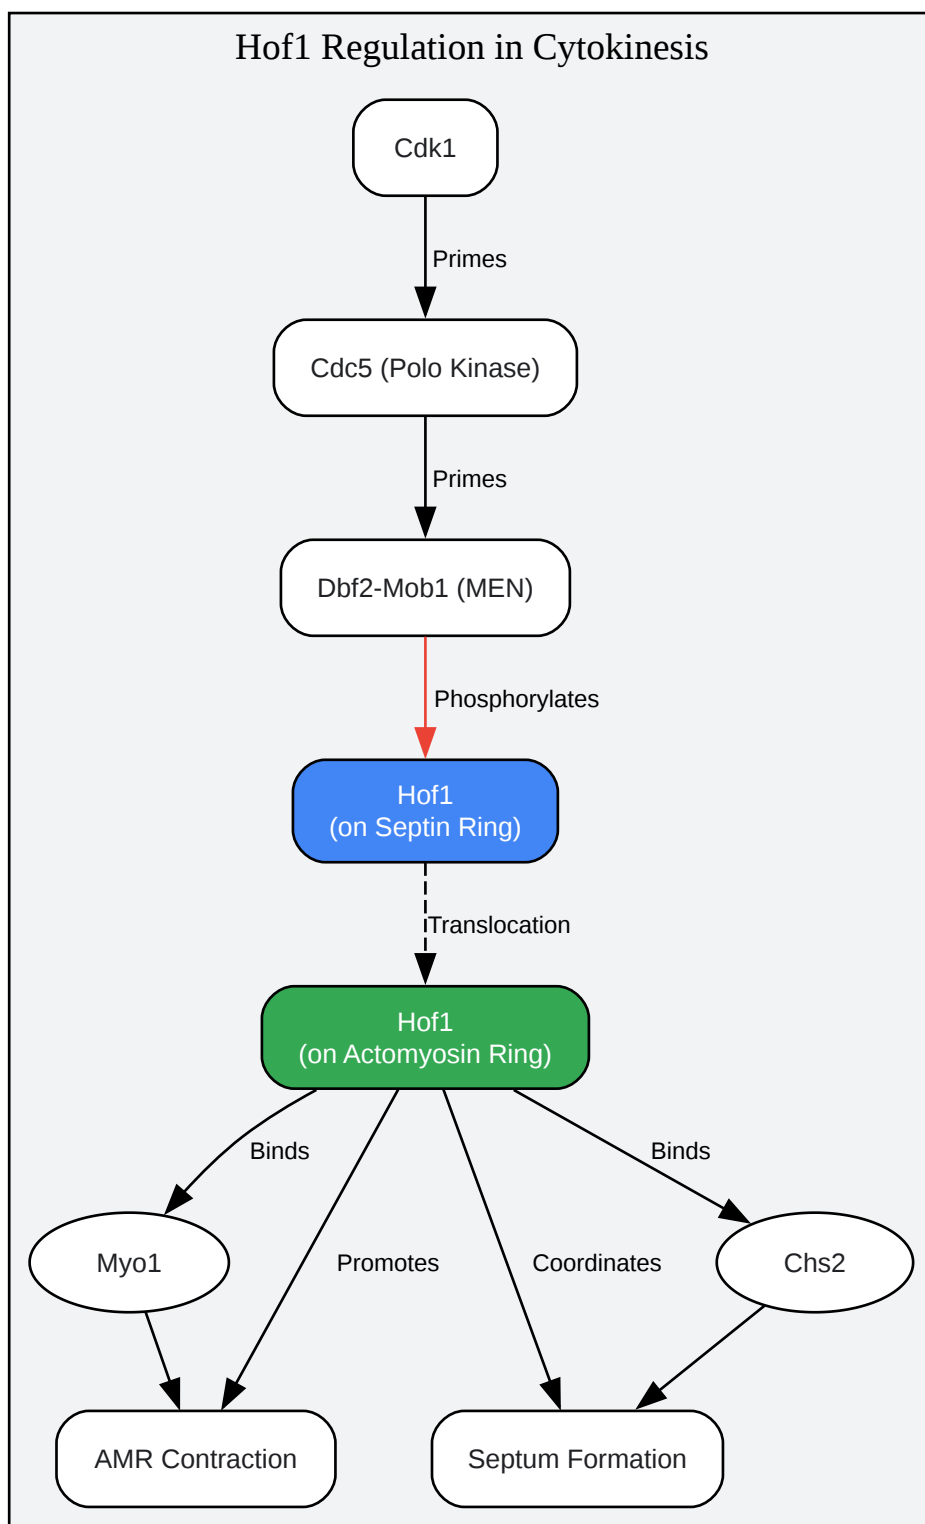 Hof1 Regulation in Cytokinesis
Cdk1
Primes
Cdc5 (Polo Kinase)
Primes
Dbf2-Mob1 (MEN)
Phosphorylates
Hof1
(on Septin Ring)
Translocation
Hof1
(on Actomyosin Ring)
Binds
Binds
Myo1
Promotes
Coordinates
Chs2
AMR Contraction
Septum Formation